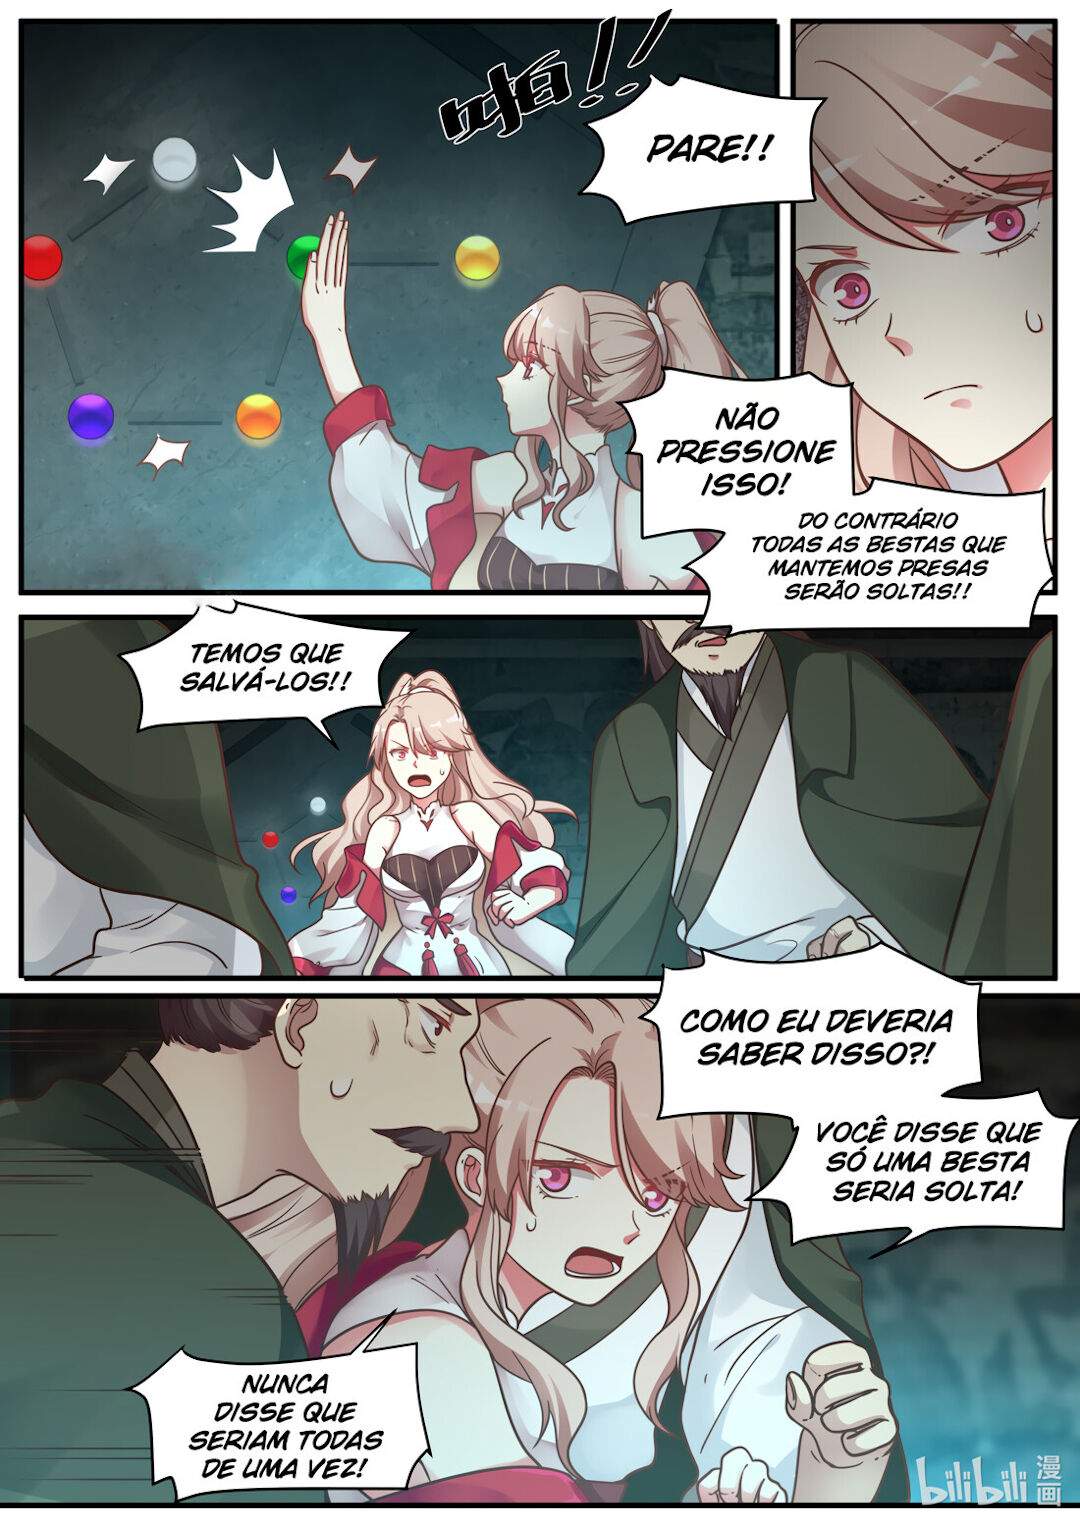 PARE!!
NÃO
PRESSIONE
ISSO!
DO CONTRÁRIO
TODAS AS BESTAS QUE
MANTEMOS PRESAS
SERÃO SOLTAS!!
TEMOS QUE
SALVÁ-LOS!!
COMO EU DEVERIA
SABER DISSO?!
VOCÊ DISSE QUE
SÓ UMA BESTA
SERIA SOLTA!
NUNCA
DISSE QUE
SERIAM TODAS
DE UMA VEZ!
bilibili 漫画